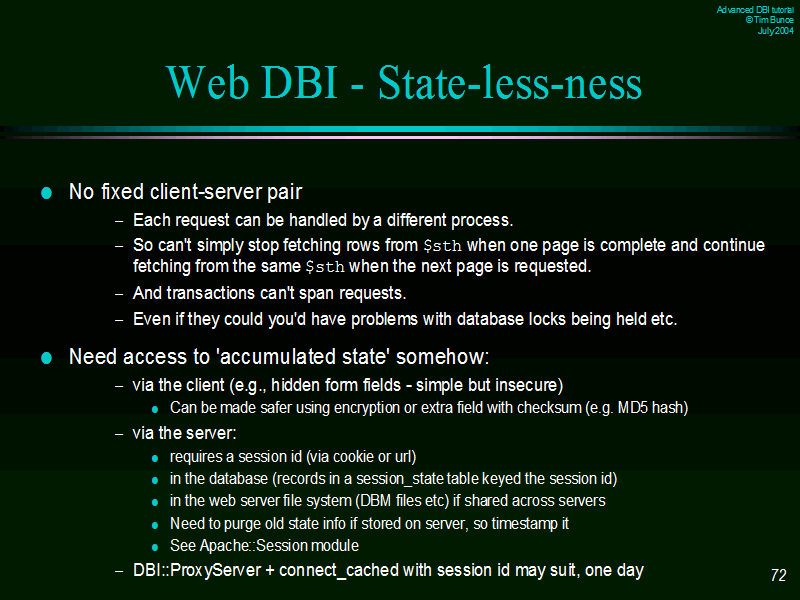 Advanced DBI tutorial
© Tim Bunce
July 2004
Web DBI - State-less-ness
No fixed client-server pair
– Each request can be handled by a different process.
– So can't simply stop fetching rows from $sth when one page is complete and continue
fetching from the same $sth when the next page is requested.
– And transactions can't span requests.
– Even if they could you'd have problems with database locks being held etc.
Need access to 'accumulated state' somehow:
– via the client (e.g., hidden form fields - simple but insecure)
Can be made safer using encryption or extra field with checksum (e.g. MD5 hash)
– via the server:
requires a session id (via cookie or url)
in the database (records in a session_state table keyed the session id)
in the web server file system (DBM files etc) if shared across servers
Need to purge old state info if stored on server, so timestamp it
See Apache::Session module
– DBI::ProxyServer + connect_cached with session id may suit, one day
72